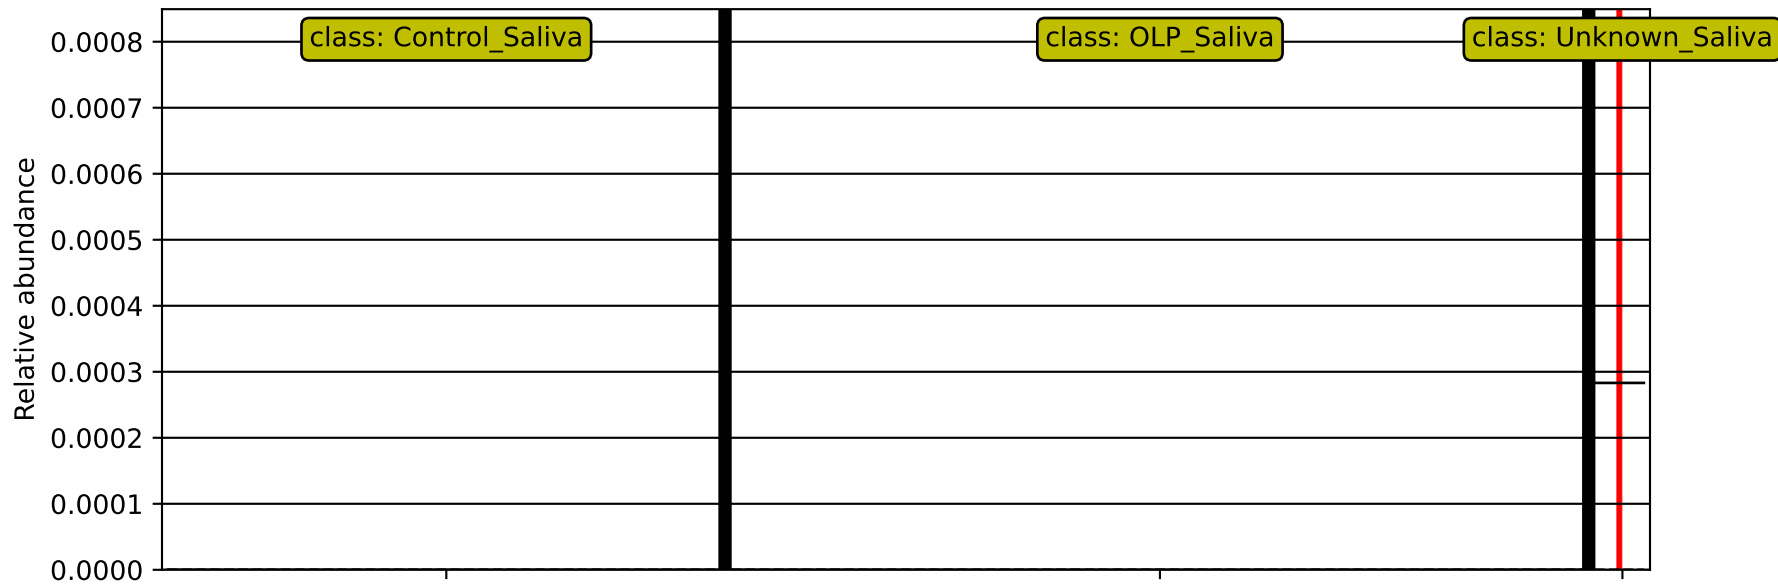 class: Control_Saliva
class: OLP_Saliva
class: Unknown_Saliva
Relative abundance
0.0008
0.0007
0.0006
0.0005
0.0004
0.0003
0.0002
0.0001
0.0000